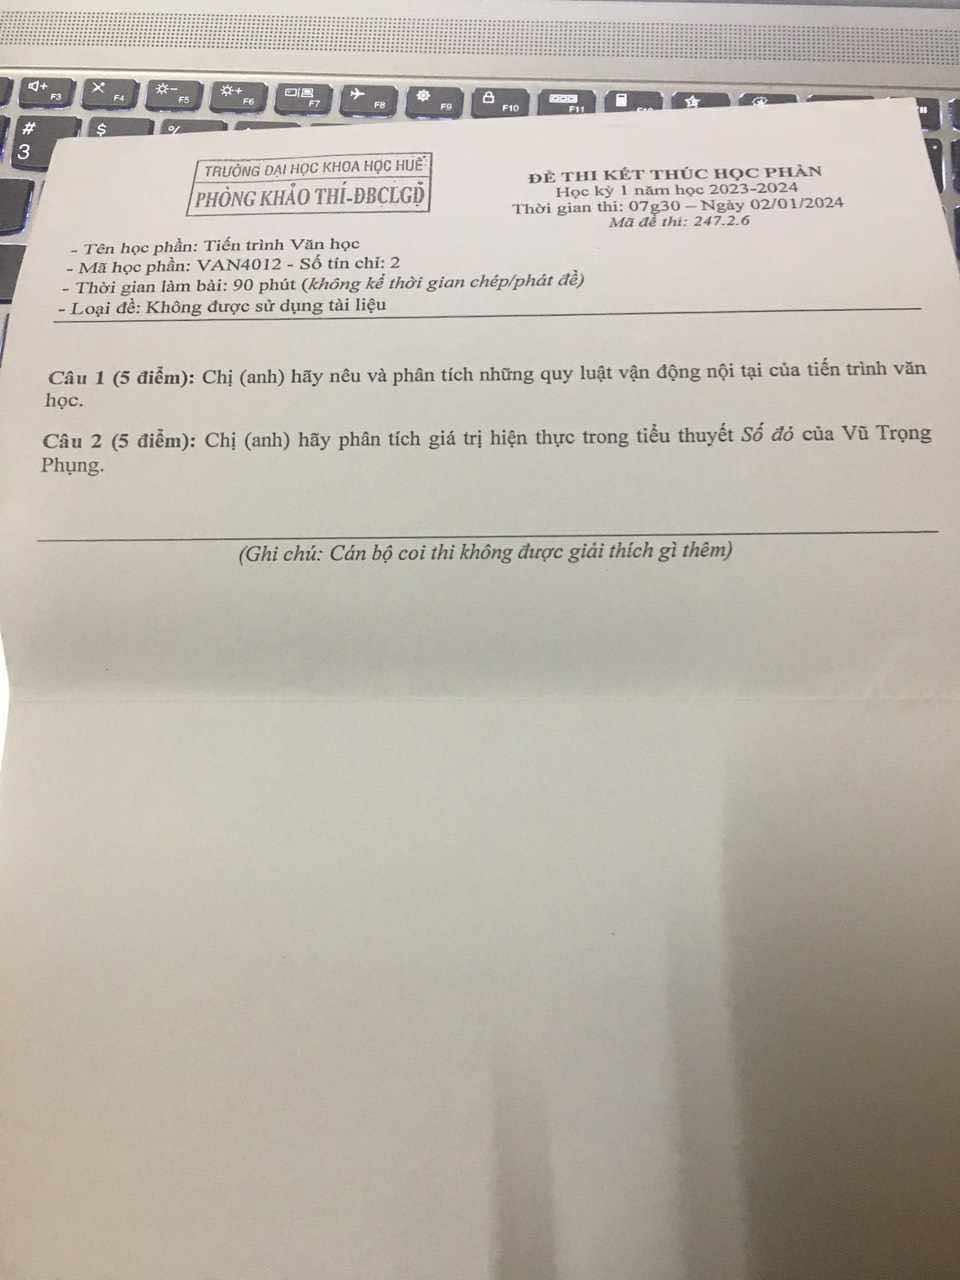 F3
F4
F5
F6
F7
F8
F9
F10
F11
#
3
$
%
TRƯỜNG ĐẠI HỌC KHOA HỌC HUẾ
PHÒNG KHẢO THÍ-ĐBCLGD
ĐỀ THI KẾT THÚC HỌC PHẦN
Học kỳ 1 năm học 2023-2024
Thời gian thi: 07g30 – Ngày 02/01/2024
Mã đề thi: 247.2.6
- Tên học phần: Tiến trình Văn học
- Mã học phần: VAN4012 - Số tín chỉ: 2
- Thời gian làm bài: 90 phút (không kể thời gian chép/phát đề)
- Loại đề: Không được sử dụng tài liệu
Câu 1 (5 điểm): Chị (anh) hãy nêu và phân tích những quy luật vận động nội tại của tiến trình văn
học.
Câu 2 (5 điểm): Chị (anh) hãy phân tích giá trị hiện thực trong tiểu thuyết Số đỏ của Vũ Trọng
Phụng.
(Ghi chú: Cán bộ coi thi không được giải thích gì thêm)